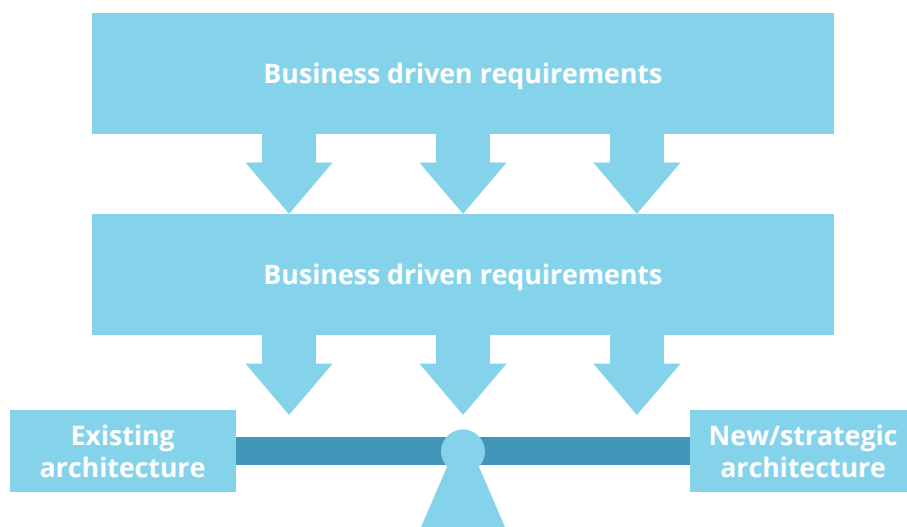 Business driven requirements
Business driven requirements
Existing
architecture
New/strategic
architecture